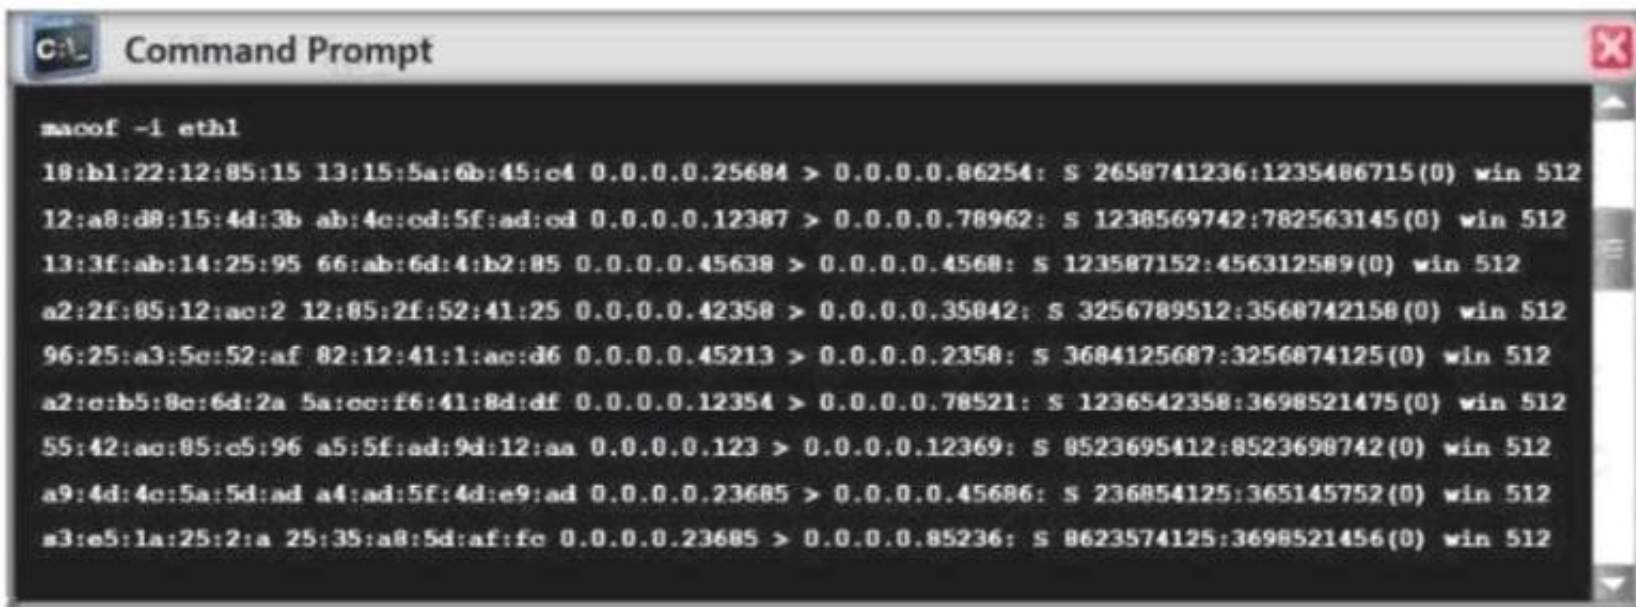 C:\_ Command Prompt
macof -i eth1
18:b1:22:12:85:15 13:15:5a:6b:45:c4 0.0.0.0.25684 > 0.0.0.0.86254: S 2658741236:1235486715(0) win 512
12:a8:d8:15:4d:3b ab:4c:cd:5f:ad:cd 0.0.0.0.12387 > 0.0.0.0.78962: S 1238569742:782563145(0) win 512
13:3f:ab:14:25:95 66:ab:6d:4:b2:85 0.0.0.0.45638 > 0.0.0.0.4568: S 123587152:456312589(0) win 512
a2:2f:85:12:ac:2 12:85:2f:52:41:25 0.0.0.0.42358 > 0.0.0.0.35842: S 3256789512:3568742158(0) win 512
96:25:a3:5c:52:af 82:12:41:1:ac:d6 0.0.0.0.45213 > 0.0.0.0.2358: S 3684125687:3256874125(0) win 512
a2:c:b5:8c:6d:2a 5a:cc:f6:41:8d:df 0.0.0.0.12354 > 0.0.0.0.78521: S 1236542358:3698521475(0) win 512
55:42:ac:85:c5:96 a5:5f:ad:9d:12:aa 0.0.0.0.123 > 0.0.0.0.12369: S 8523695412:8523698742(0) win 512
a9:4d:4c:5a:5d:ad a4:ad:5f:4d:e9:ad 0.0.0.0.23685 > 0.0.0.0.45686: S 236854125:365145752(0) win 512
25:35:a8:5d:af:fc 0.0.0.0.23685 > 0.0.0.0.85236: S 8623574125:3698521456(0) win 512